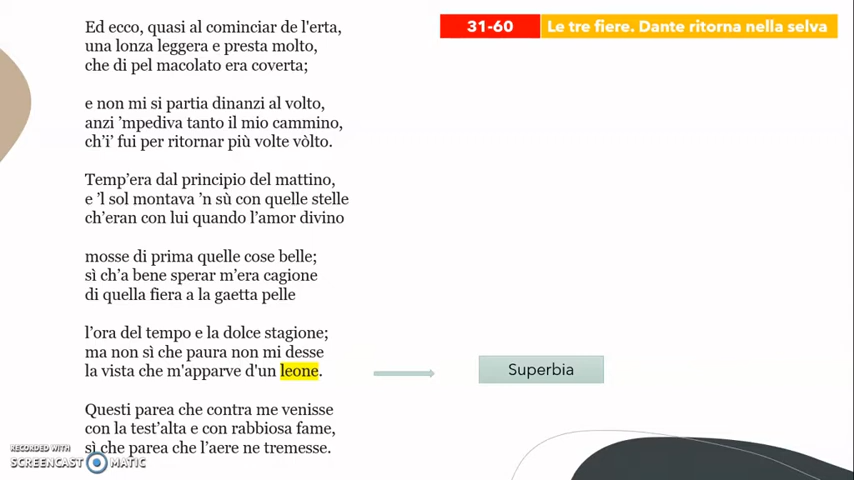 Ed ecco, quasi al cominciar de l'erta,
una lonza leggera e presta molto,
che di pel macolato era coverta;
e non mi si partia dinanzi al volto,
anzi ’mpediva tanto il mio cammino,
ch’i’ fui per ritornar più volte vòlto.
Temp’era dal principio del mattino,
e ’l sol montava ’n sù con quelle stelle
ch’eran con lui quando l’amor divino
mosse di prima quelle cose belle;
sì ch’a bene sperar m’era cagione
di quella fiera a la gaetta pelle
l’ora del tempo e la dolce stagione;
ma non sì che paura non mi desse
la vista che m'apparve d'un leone.
Questi parea che contra me venisse
con la test’alta e con rabbiosa fame,
sì che parea che l’aere ne tremesse.
31-60 Le tre fiere. Dante ritorna nella selva
Superbia
RECORDED WITH
SCREENCAST MATIC